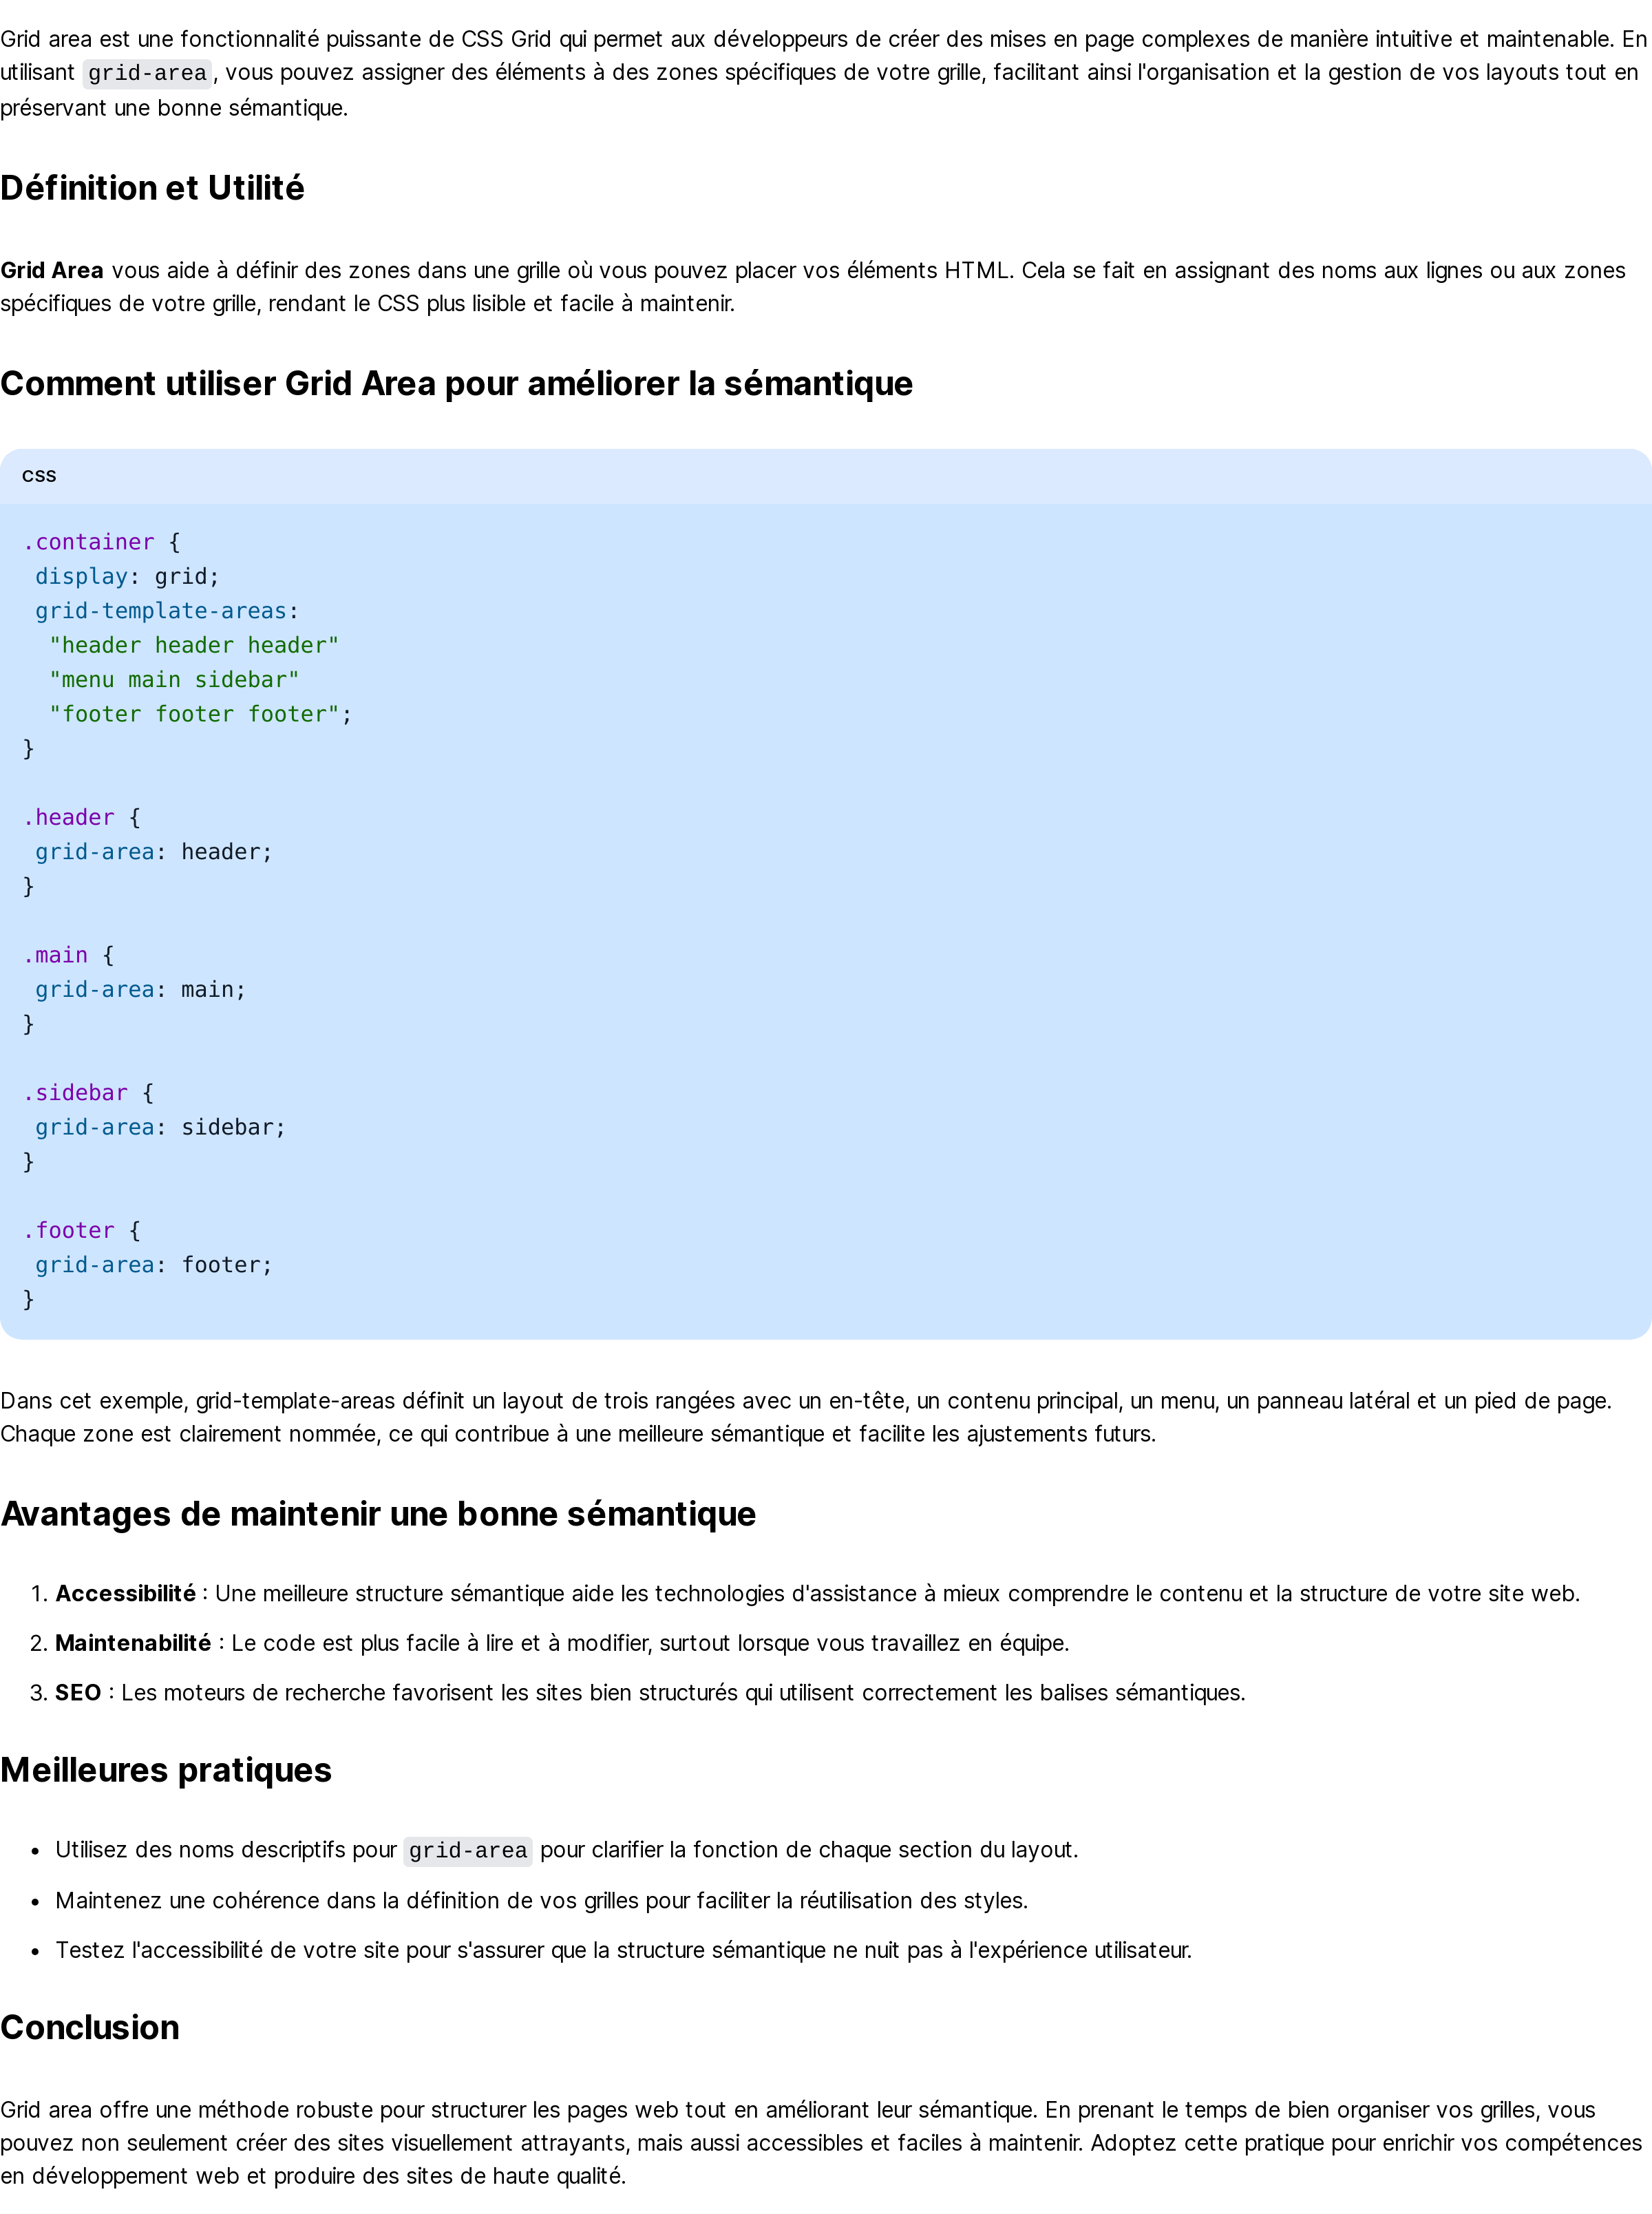 Grid area est une fonctionnalité puissante de CSS Grid qui permet aux développeurs de créer des mises en page complexes de manière intuitive et maintenable. En
utilisant grid-area, vous pouvez assigner des éléments à des zones spécifiques de votre grille, facilitant ainsi l'organisation et la gestion de vos layouts tout en
préservant une bonne sémantique.
Définition et Utilité
Grid Area vous aide à définir des zones dans une grille où vous pouvez placer vos éléments HTML. Cela se fait en assignant des noms aux lignes ou aux zones
spécifiques de votre grille, rendant le CSS plus lisible et facile à maintenir.
Comment utiliser Grid Area pour améliorer la sémantique
css
.container {
 display: grid;
 grid-template-areas:
  "header header header"
  "menu main sidebar"
  "footer footer footer";
}
.header {
 grid-area: header;
}
.main {
 grid-area: main;
}
.sidebar {
 grid-area: sidebar;
}
.footer {
 grid-area: footer;
}
Dans cet exemple, grid-template-areas définit un layout de trois rangées avec un en-tête, un contenu principal, un menu, un panneau latéral et un pied de page.
Chaque zone est clairement nommée, ce qui contribue à une meilleure sémantique et facilite les ajustements futurs.
Avantages de maintenir une bonne sémantique
1. Accessibilité : Une meilleure structure sémantique aide les technologies d'assistance à mieux comprendre le contenu et la structure de votre site web.
2. Maintenabilité : Le code est plus facile à lire et à modifier, surtout lorsque vous travaillez en équipe.
3. SEO : Les moteurs de recherche favorisent les sites bien structurés qui utilisent correctement les balises sémantiques.
Meilleures pratiques
• Utilisez des noms descriptifs pour grid-area pour clarifier la fonction de chaque section du layout.
• Maintenez une cohérence dans la définition de vos grilles pour faciliter la réutilisation des styles.
• Testez l'accessibilité de votre site pour s'assurer que la structure sémantique ne nuit pas à l'expérience utilisateur.
Conclusion
Grid area offre une méthode robuste pour structurer les pages web tout en améliorant leur sémantique. En prenant le temps de bien organiser vos grilles, vous
pouvez non seulement créer des sites visuellement attrayants, mais aussi accessibles et faciles à maintenir. Adoptez cette pratique pour enrichir vos compétences
en développement web et produire des sites de haute qualité.